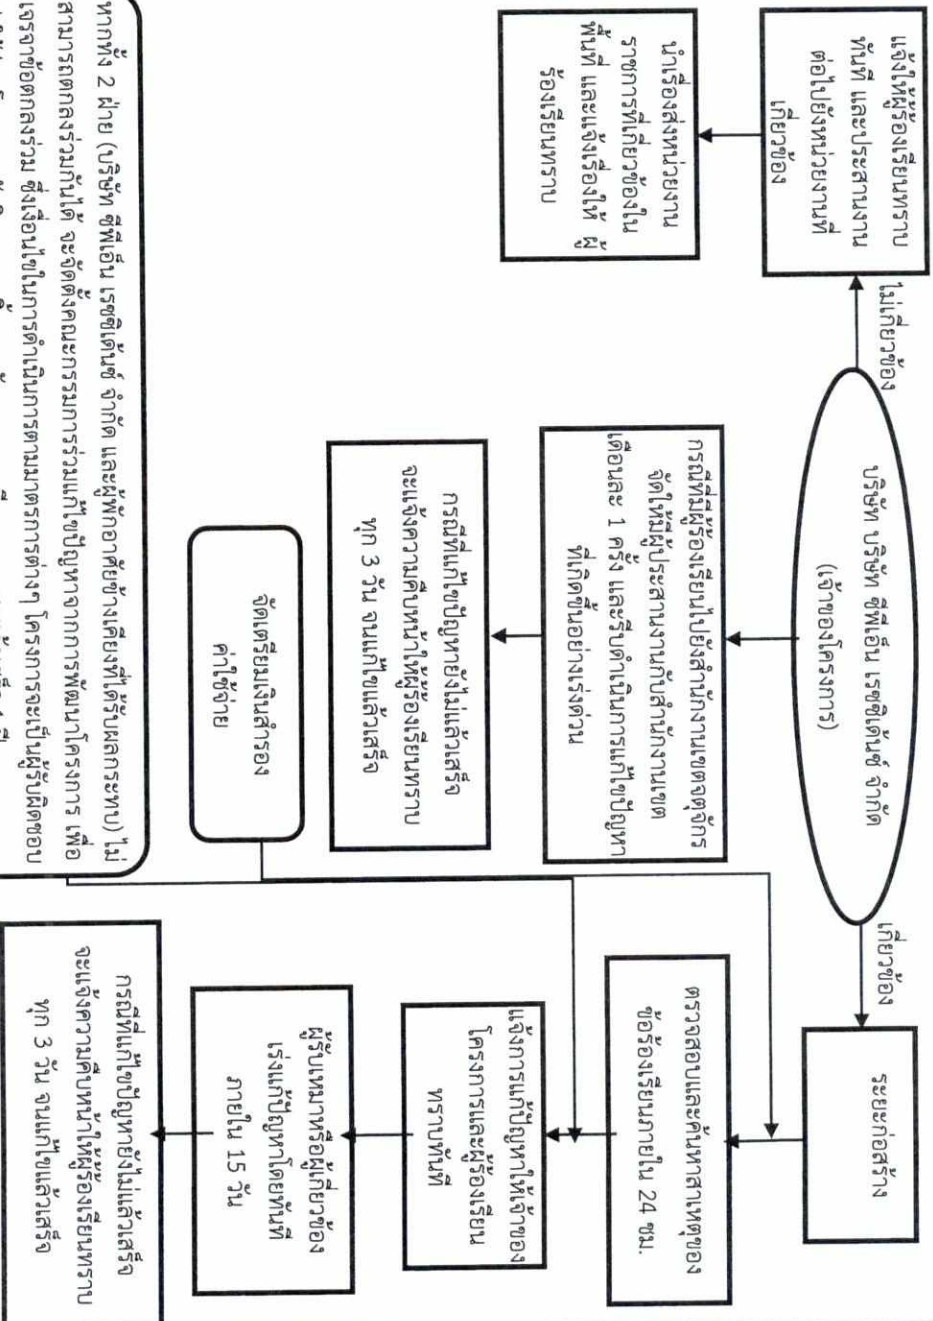 บริษัท บริษัท ซีพีเอ็น เรซซิเด้นซ์ จำกัด
(เจ้าของโครงการ)
ไม่เกี่ยวข้อง
เกี่ยวข้อง
แจ้งให้ผู้ร้องเรียนทราบ
ทันที และประสานงาน
ต่อไปยังหน่วยงานที่
เกี่ยวข้อง
นำเรื่องส่งหน่วยงาน
ราชการที่เกี่ยวข้องใน
พื้นที่ และแจ้งเรื่องให้ ผู้
ร้องเรียนทราบ
กรณีที่มีผู้ร้องเรียนไปยังสำนักงานเขตจตุจักร
จัดให้มีผู้ประสานงานกับสำนักงานเขต
เดือนละ 1 ครั้ง และรีบดำเนินการแก้ไขปัญหา
ที่เกิดขึ้นอย่างเร่งด่วน
กรณีที่แก้ไขปัญหายังไม่แล้วเสร็จ
จะแจ้งความคืบหน้าให้ผู้ร้องเรียนทราบ
ทุก 3 วัน จนแก้ไขแล้วเสร็จ
จัดเตรียมเงินสำรอง
ค่าใช้จ่าย
ระยะก่อสร้าง
ตรวจสอบและค้นหาสาเหตุของ
ข้อร้องเรียนภายใน 24 ชม.
แจ้งการแก้ปัญหาให้เจ้าของ
โครงการและผู้ร้องเรียน
ทราบทันที
ผู้รับเหมาหรือผู้เกี่ยวข้อง
เร่งแก้ปัญหาโดยทันที
ภายใน 15 วัน
กรณีที่แก้ไขปัญหายังไม่แล้วเสร็จ
จะแจ้งความคืบหน้าให้ผู้ร้องเรียนทราบ
ทุก 3 วัน จนแก้ไขแล้วเสร็จ
หากทั้ง 2 ฝ่าย (บริษัท ซีพีเอ็น เรซซิเด้นซ์ จำกัด และผู้พักอาศัยข้างเคียงที่ได้รับผลกระทบ) ไม่
สามารถตกลงร่วมกันได้ จะจัดตั้งคณะกรรมการร่วมแก้ไขปัญหาจากการพัฒนาโครงการ เพื่อ
เจรจาข้อตกลงร่วม ซึ่งเงื่อนไขในการดำเนินการตามมาตรการต่างๆ โครงการจะเป็นผู้รับผิดชอบ